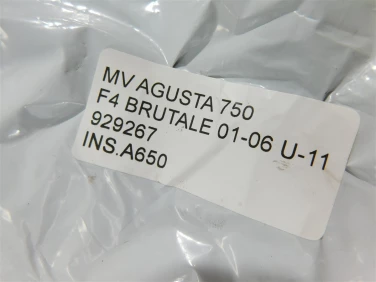 MV AGUSTA 750
F4 BRUTALE 01-06 U-11
929267
INS.A650